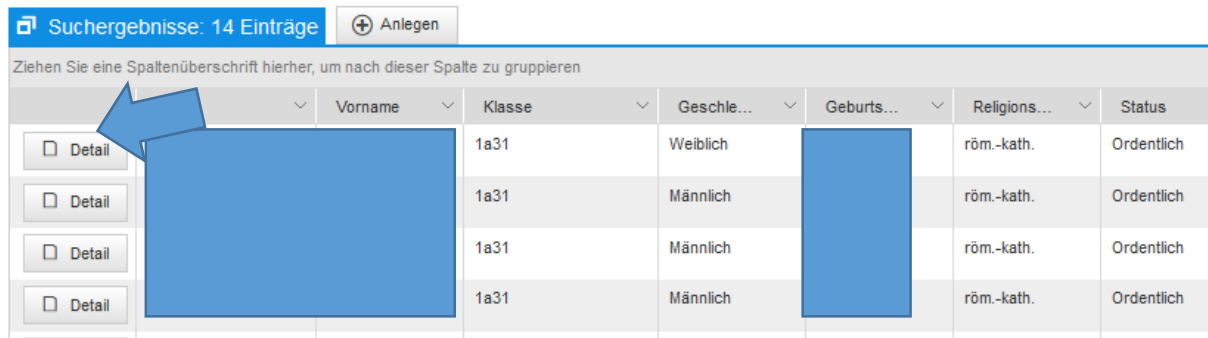 Suchergebnisse: 14 Einträge Anlegen
Ziehen Sie eine Spaltenüberschrift hierher, um nach dieser Spalte zu gruppieren
Vorname Klasse Geschle... Geburts... Religions... Status
Detail 1a31 Weiblich röm.-kath. Ordentlich
Detail 1a31 Männlich röm.-kath. Ordentlich
Detail 1a31 Männlich röm.-kath. Ordentlich
Detail 1a31 Männlich röm.-kath. Ordentlich